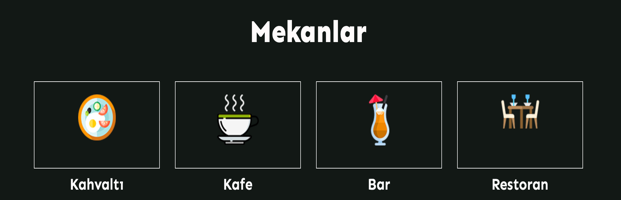 Mekanlar
Kahvaltı
Kafe
Bar
Restoran